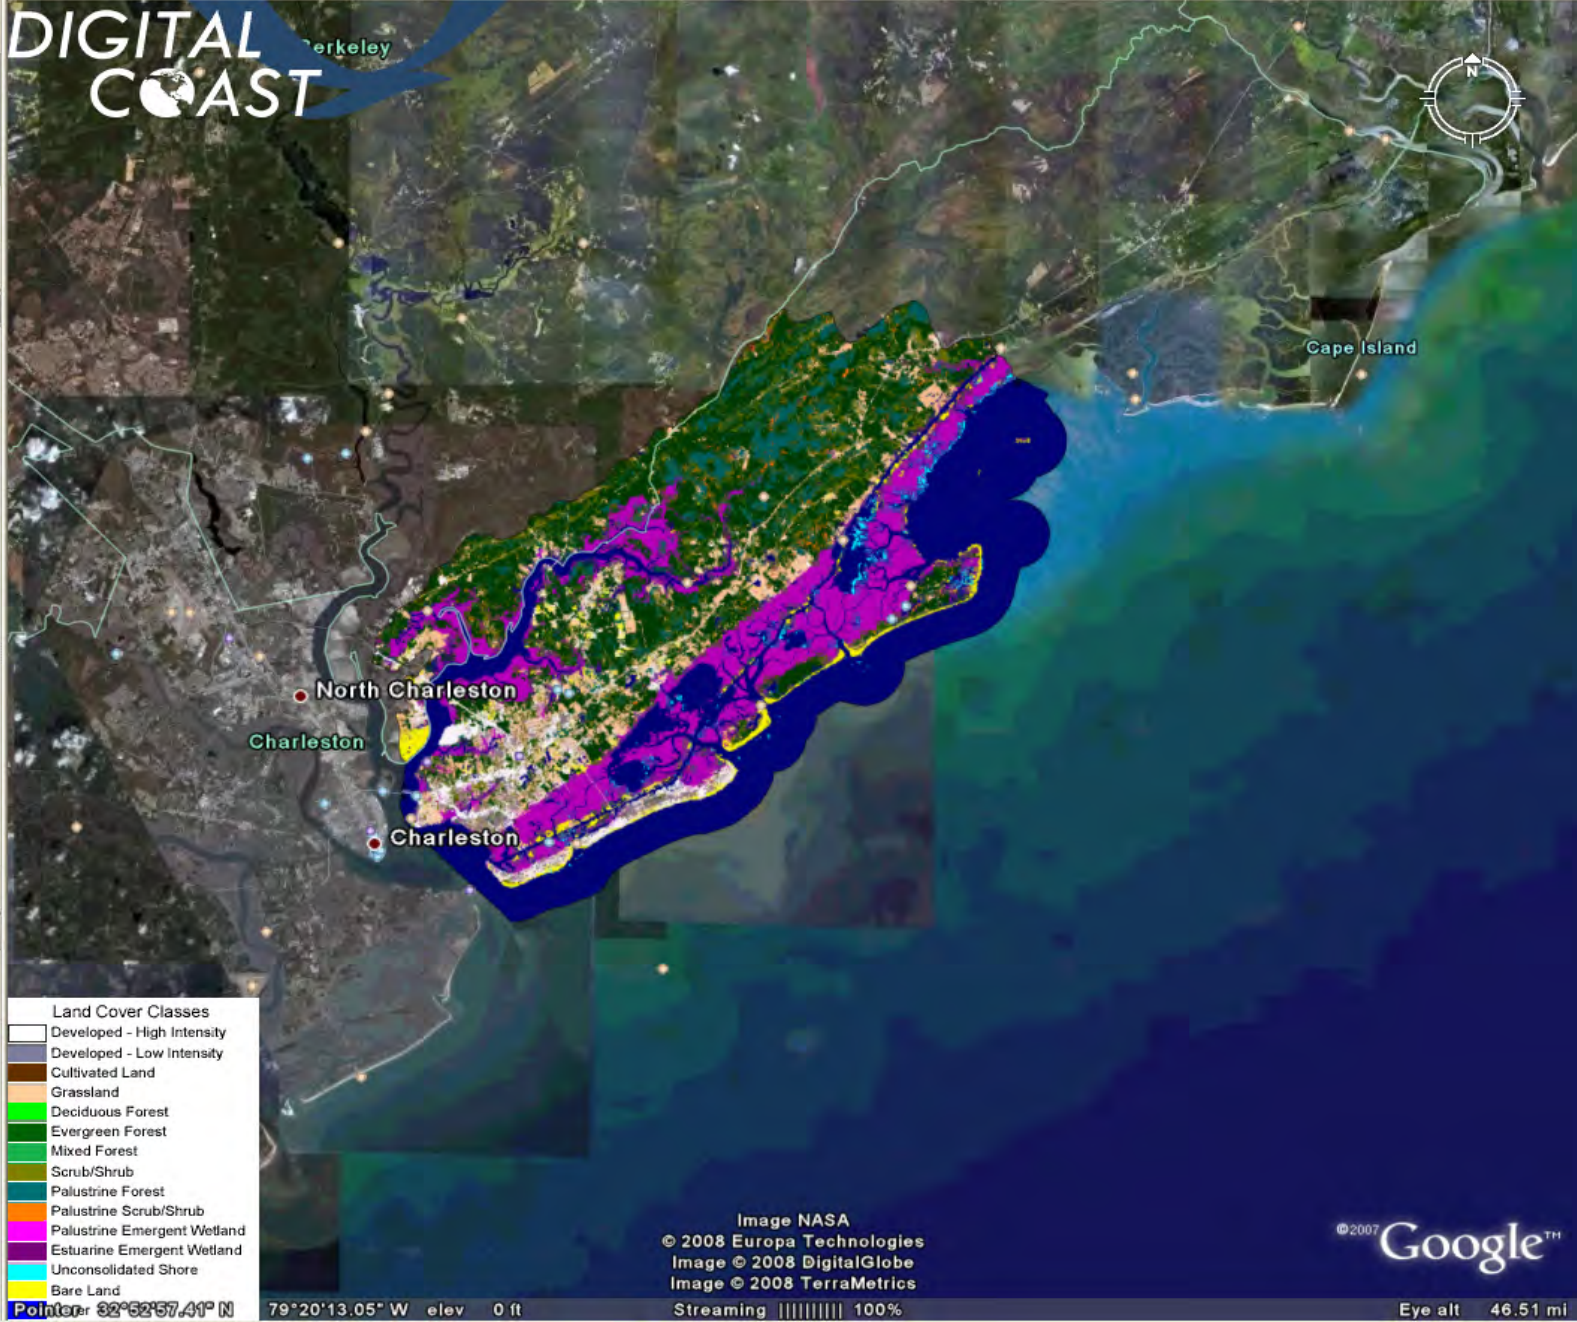 DIGITAL
COAST
Berkeley
N
Cape Island
North Charleston
Charleston
Charleston
Land Cover Classes
Developed - High Intensity
Developed - Low Intensity
Cultivated Land
Grassland
Deciduous Forest
Evergreen Forest
Mixed Forest
Scrub/Shrub
Palustrine Forest
Palustrine Scrub/Shrub
Palustrine Emergent Wetland
Estuarine Emergent Wetland
Unconsolidated Shore
Bare Land
Image NASA
© 2008 Europa Technologies
Image © 2008 DigitalGlobe
Image © 2008 TerraMetrics
©2007 Google™
Pointer 32°52'57.41" N 79°20'13.05" W elev 0 ft Streaming |||||||||| 100% Eye alt 46.51 mi